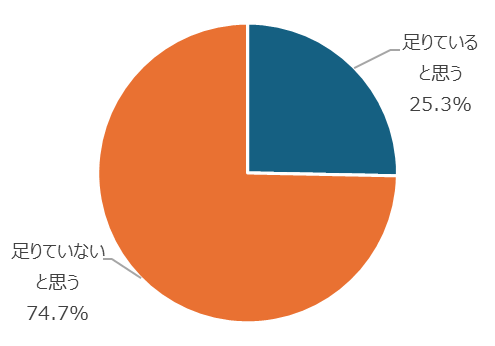 足りている
と思う
25.3%
足りていない
と思う
74.7%